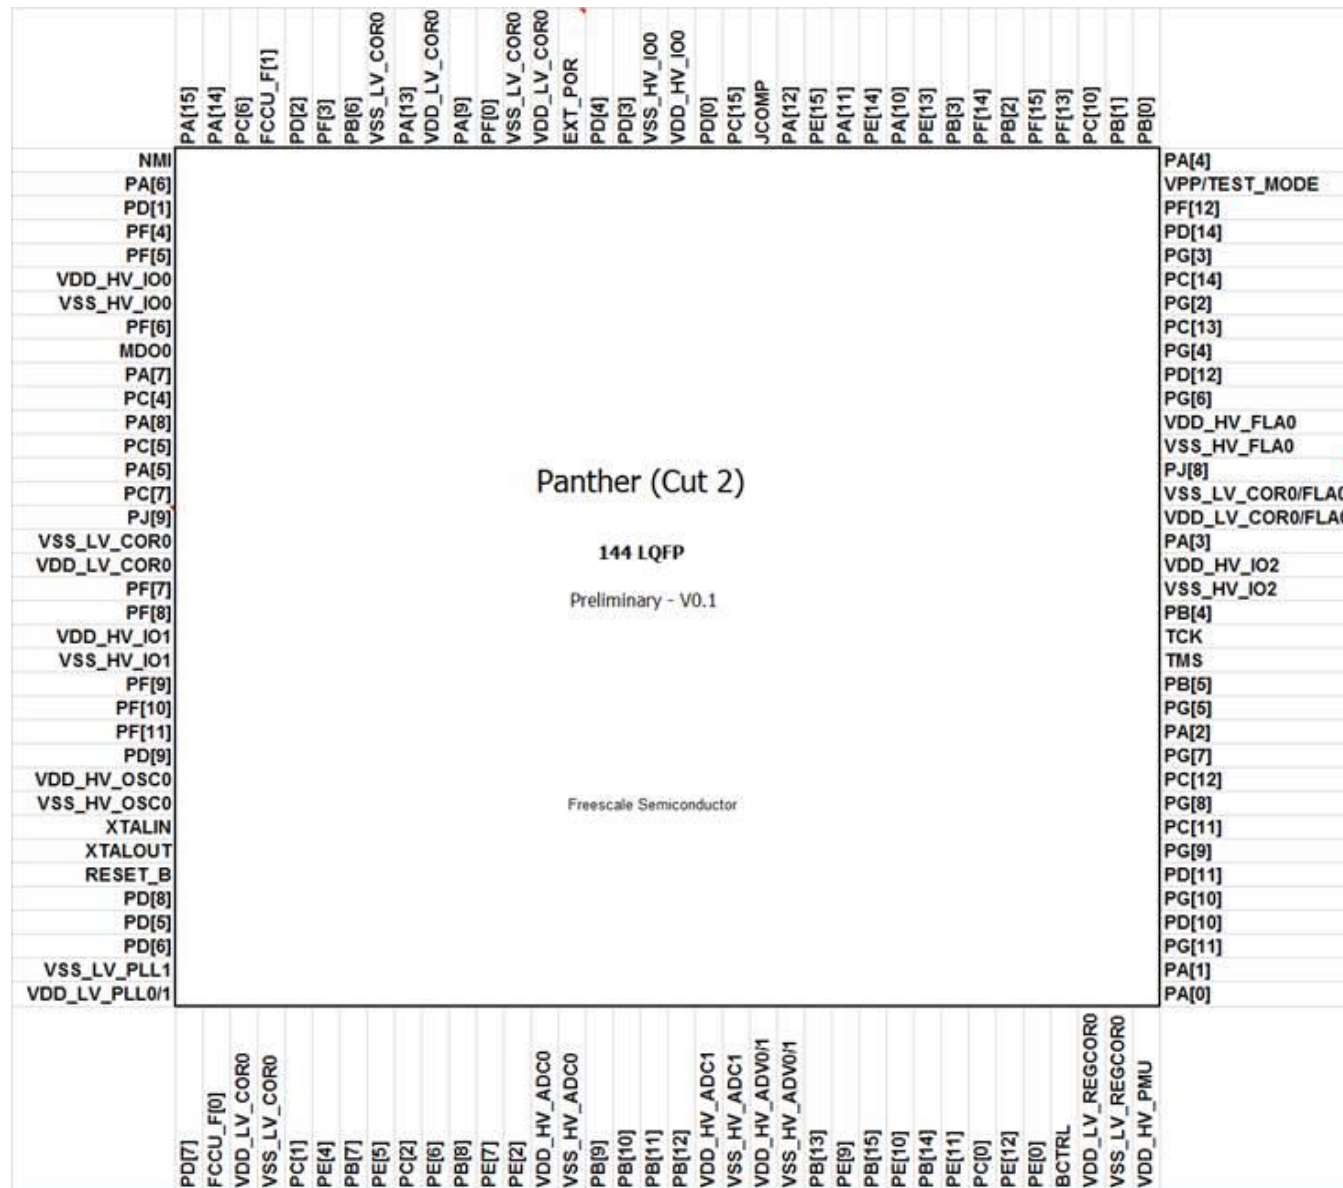 PA[15]
PA[14]
PC[6]
FCCU_F[1]
PD[2]
PF[3]
PB[6]
VSS_LV_COR0
PA[13]
VDD_LV_COR0
PA[9]
PF[0]
VSS_LV_COR0
VDD_LV_COR0
EXT_POR
PD[4]
PD[3]
VSS_HV_IO0
VDD_HV_IO0
PD[0]
PC[15]
JCOMP
PA[12]
PE[15]
PA[11]
PE[14]
PA[10]
PE[13]
PB[3]
PF[14]
PB[2]
PF[15]
PF[13]
PC[10]
PB[1]
PB[0]
NMI
PA[6]
PD[1]
PF[4]
PF[5]
VDD_HV_IO0
VSS_HV_IO0
PF[6]
MDO0
PA[7]
PC[4]
PA[8]
PC[5]
PA[5]
PC[7]
PJ[9]
VSS_LV_COR0
VDD_LV_COR0
PF[7]
PF[8]
VDD_HV_IO1
VSS_HV_IO1
PF[9]
PF[10]
PF[11]
PD[9]
VDD_HV_OSC0
VSS_HV_OSC0
XTALIN
XTALOUT
RESET_B
PD[8]
PD[5]
PD[6]
VSS_LV_PLL1
VDD_LV_PLL0/1
Panther (Cut 2)
144 LQFP
Preliminary - V0.1
Freescale Semiconductor
PA[4]
VPP/TEST_MODE
PF[12]
PD[14]
PG[3]
PC[14]
PG[2]
PC[13]
PG[4]
PD[12]
PG[6]
VDD_HV_FLA0
VSS_HV_FLA0
PJ[8]
VSS_LV_COR0/FLA0
VDD_LV_COR0/FLA0
PA[3]
VDD_HV_IO2
VSS_HV_IO2
PB[4]
TCK
TMS
PB[5]
PG[5]
PA[2]
PG[7]
PC[12]
PG[8]
PC[11]
PG[9]
PD[11]
PG[10]
PD[10]
PG[11]
PA[1]
PA[0]
PD[7]
FCCU_F[0]
VDD_LV_COR0
VSS_LV_COR0
PC[1]
PE[4]
PB[7]
PE[5]
PC[2]
PE[6]
PB[8]
PE[7]
PE[2]
VDD_HV_ADC0
VSS_HV_ADC0
PB[9]
PB[10]
PB[11]
PB[12]
VDD_HV_ADC1
VSS_HV_ADC1
VDD_HV_ADV0/1
VSS_HV_ADV0/1
PB[13]
PE[9]
PB[15]
PE[10]
PB[14]
PE[11]
PC[0]
PE[12]
PE[0]
BCTRL
VDD_LV_REGCOR0
VSS_LV_REGCOR0
VDD_HV_PMU